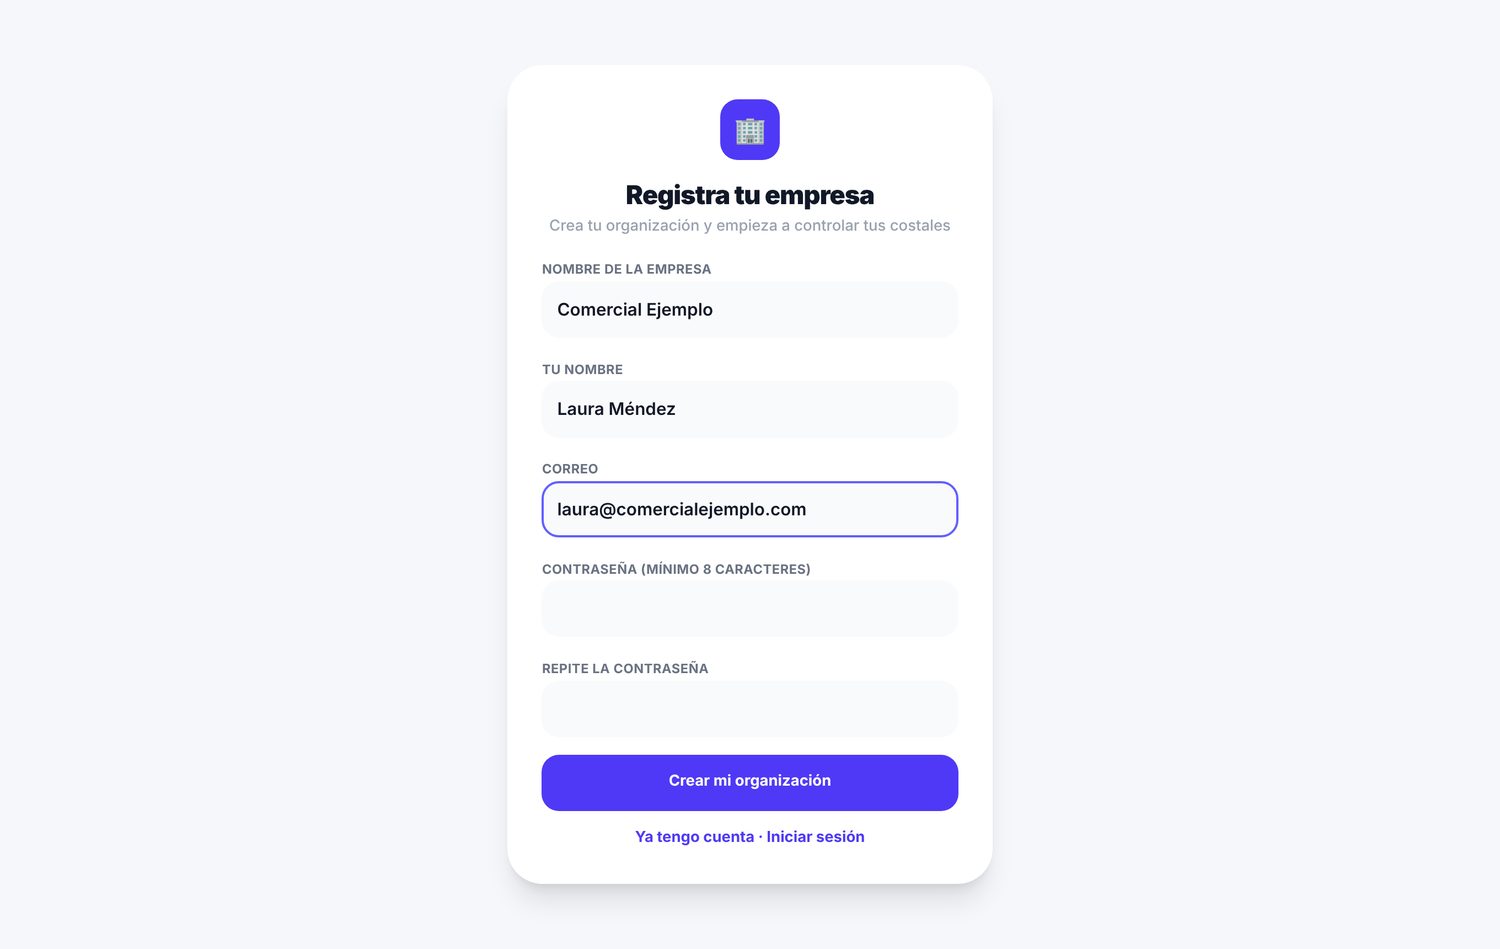 Registra tu empresa
Crea tu organización y empieza a controlar tus costales
NOMBRE DE LA EMPRESA
Comercial Ejemplo
TU NOMBRE
Laura Méndez
CORREO
laura@comercialejemplo.com
CONTRASEÑA (MÍNIMO 8 CARACTERES)
REPITE LA CONTRASEÑA
Crear mi organización
Ya tengo cuenta · Iniciar sesión